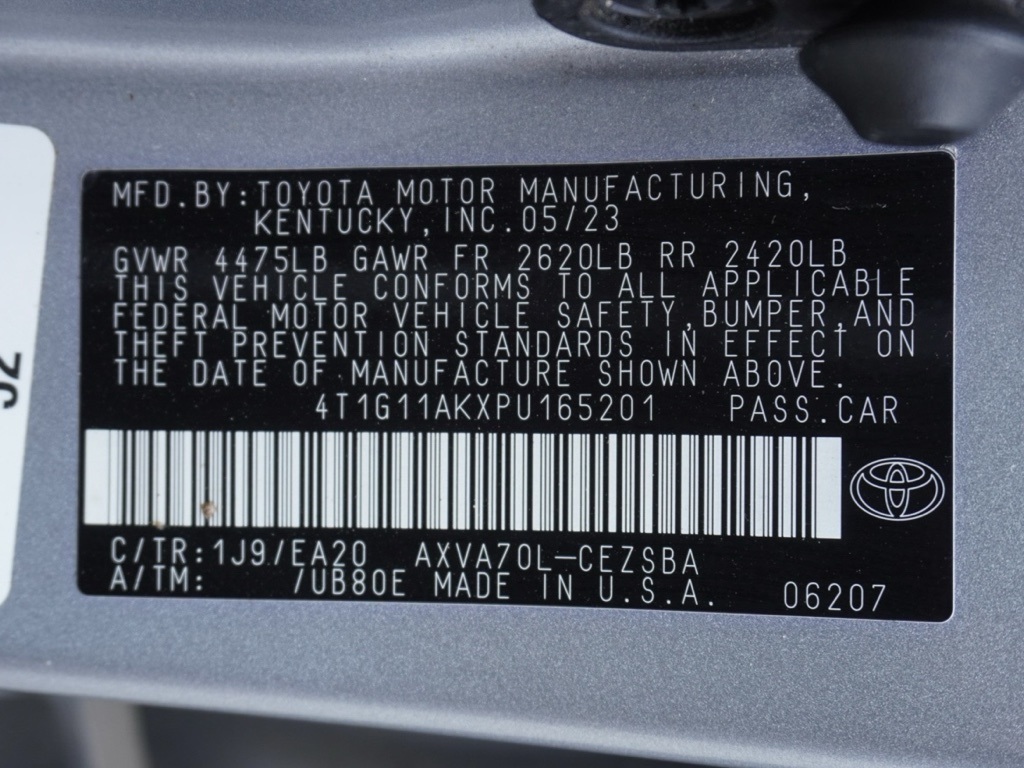 MFD.BY:TOYOTA MOTOR MANUFACTURING,
KENTUCKY,INC.05/23
GVWR 4475LB GAWR FR 2620LB RR 2420LB
THIS VEHICLE CONFORMS TO ALL APPLICABLE
FEDERAL MOTOR VEHICLE SAFETY,BUMPER,AND
THEFT PREVENTION STANDARDS IN EFFECT ON
THE DATE OF MANUFACTURE SHOWN ABOVE.
4T1G11AKXPU165201 PASS.CAR
C/TR:1J9/EA20 AXVA70L-CEZSBA
A/TM: /UB80E MADE IN U.S.A. 06207